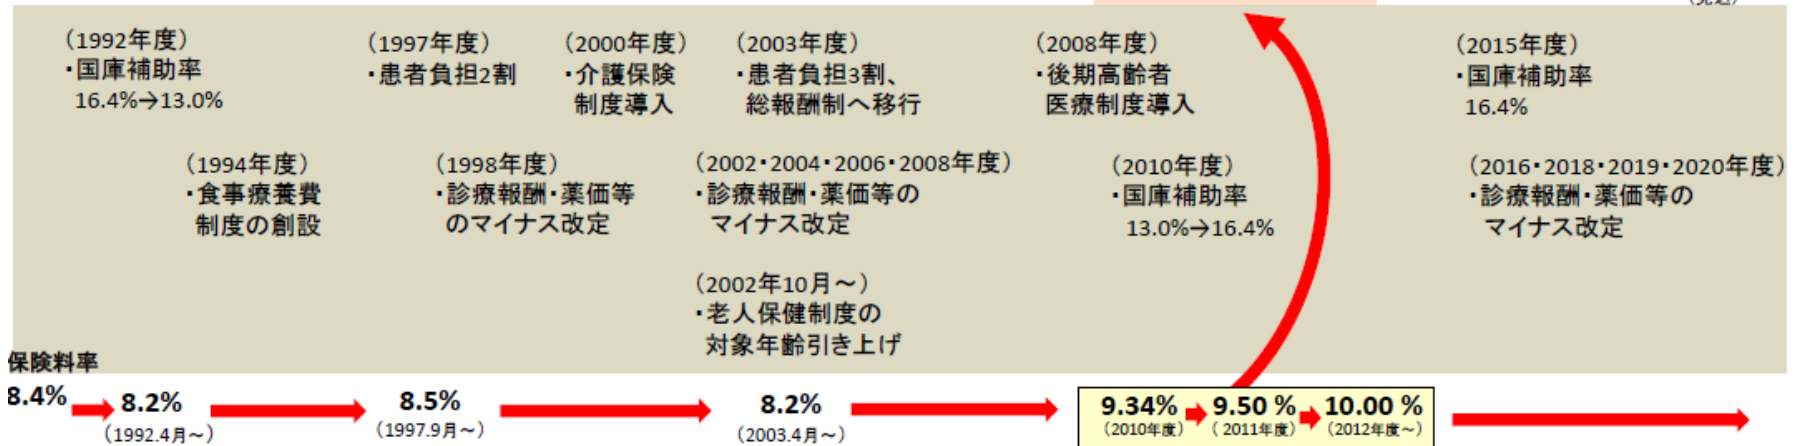 (見込)
(1992年度)
・国庫補助率
16.4%→13.0%
(1997年度)
・患者負担2割
(2000年度)
・介護保険
制度導入
(2003年度)
・患者負担3割、
総報酬制へ移行
(2008年度)
・後期高齢者
医療制度導入
(2015年度)
・国庫補助率
16.4%
(1994年度)
・食事療養費
制度の創設
(1998年度)
・診療報酬・薬価等
のマイナス改定
(2002・2004・2006・2008年度)
・診療報酬・薬価等の
マイナス改定
(2010年度)
・国庫補助率
13.0%→16.4%
(2016・2018・2019・2020年度)
・診療報酬・薬価等の
マイナス改定
(2002年10月~)
・老人保健制度の
対象年齢引き上げ
保険料率
8.4%
8.2%
(1992.4月~)
8.5%
(1997.9月~)
8.2%
(2003.4月~)
9.34%
(2010年度)
9.50 %
(2011年度)
10.00 %
(2012年度~)